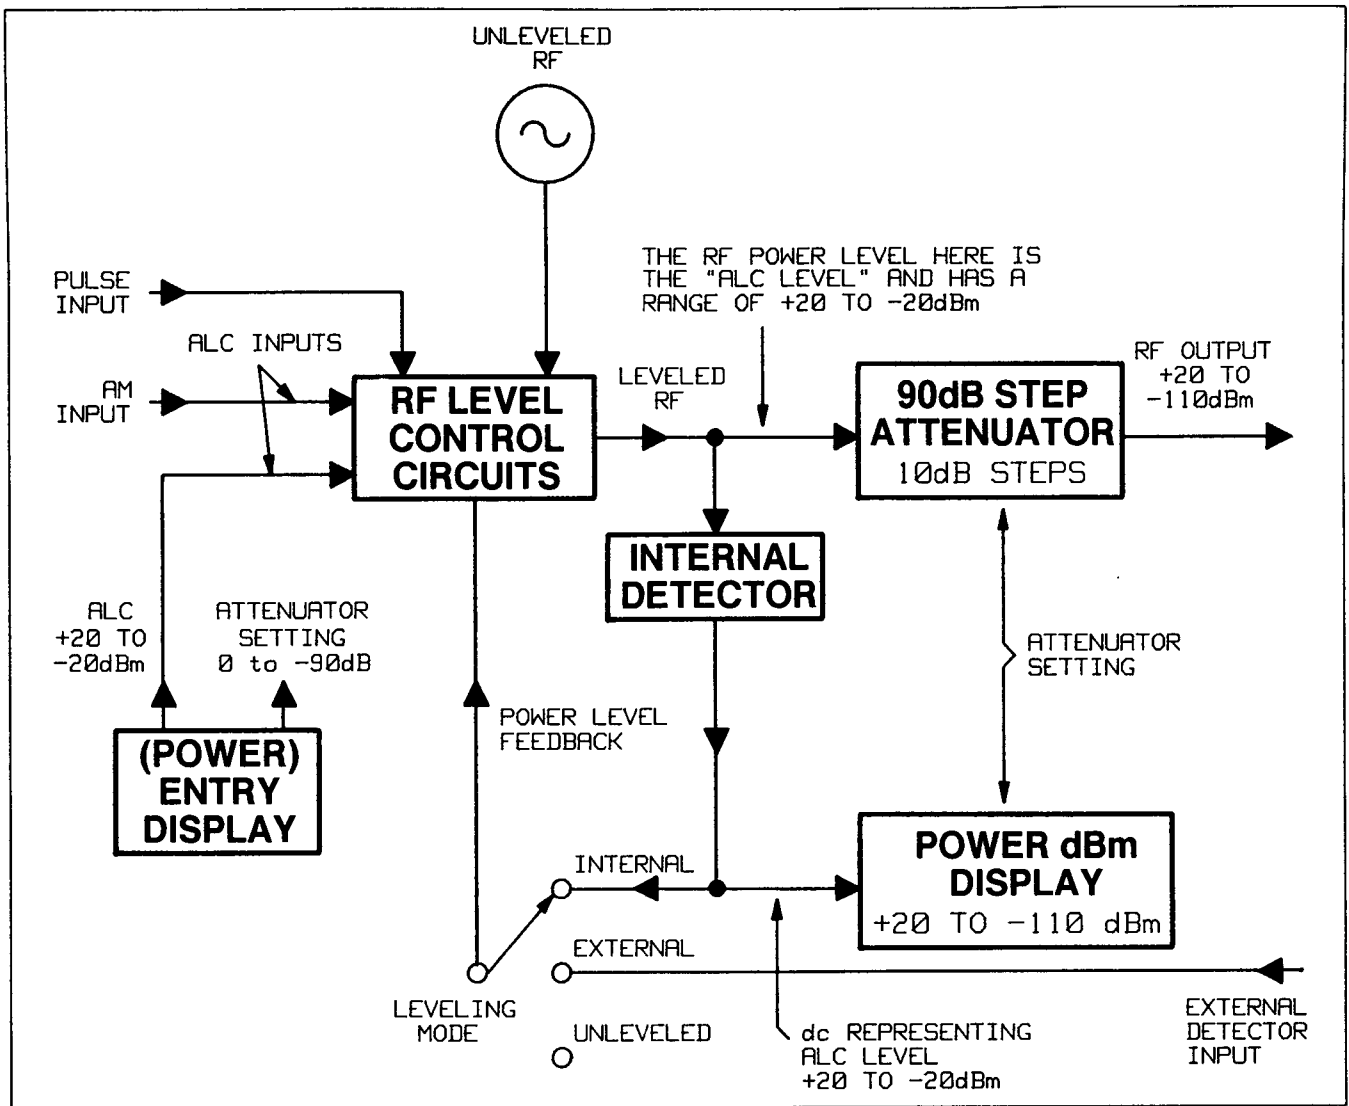 UNLEVELED
RF
THE RF POWER LEVEL HERE IS
THE "ALC LEVEL" AND HAS A
RANGE OF +20 TO -20dBm
PULSE
INPUT
ALC INPUTS
AM
INPUT
RF LEVEL
CONTROL
CIRCUITS
LEVELED
RF
90dB STEP
ATTENUATOR
10dB STEPS
RF OUTPUT
+20 TO
-110dBm
INTERNAL
DETECTOR
ALC
+20 TO
-20dBm
ATTENUATOR
SETTING
0 to -90dB
ATTENUATOR
SETTING
POWER LEVEL
FEEDBACK
(POWER)
ENTRY
DISPLAY
POWER dBm
DISPLAY
+20 TO -110 dBm
INTERNAL
EXTERNAL
LEVELING
MODE
UNLEVELED
dc REPRESENTING
ALC LEVEL
+20 TO -20dBm
EXTERNAL
DETECTOR
INPUT